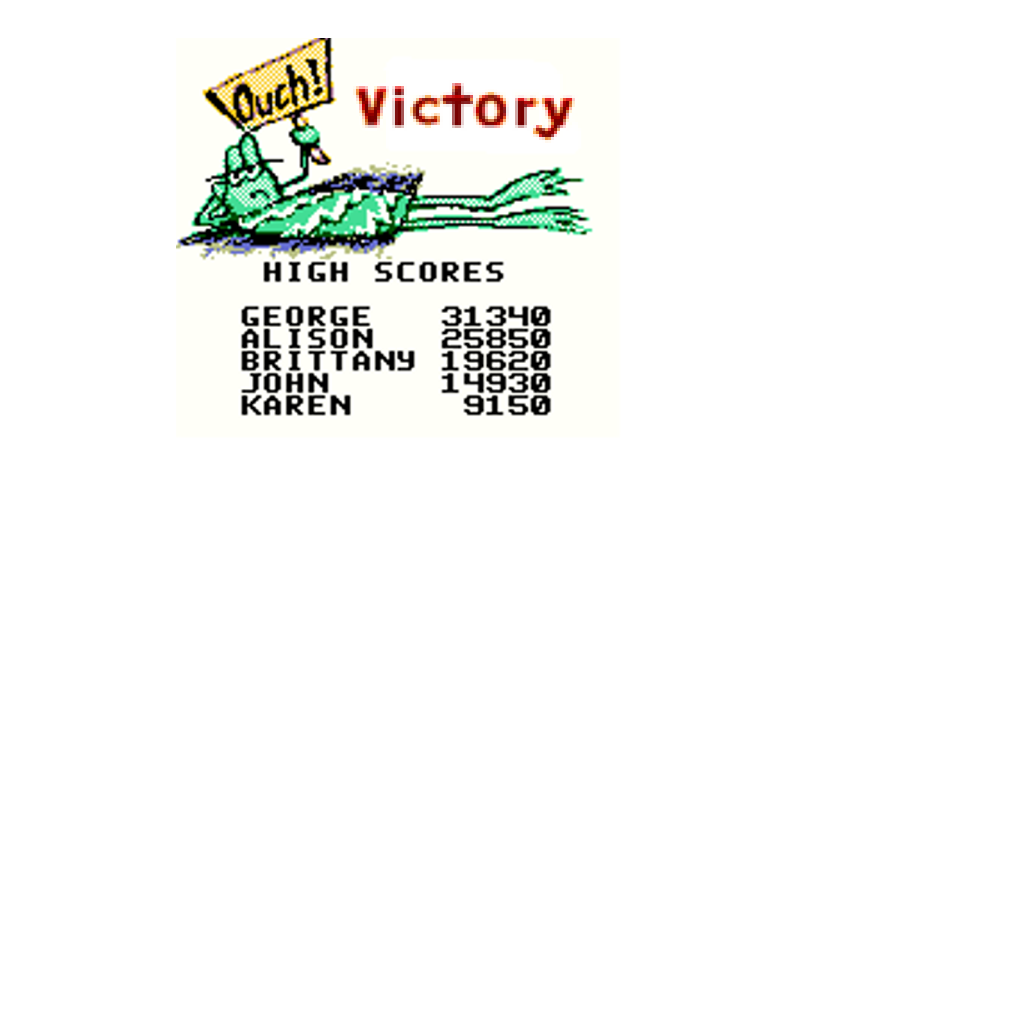 Ouch!
Victory
HIGH SCORES
GEORGE 31340
ALISON 25850
BRITTANY 19620
JOHN 14930
KAREN 9150